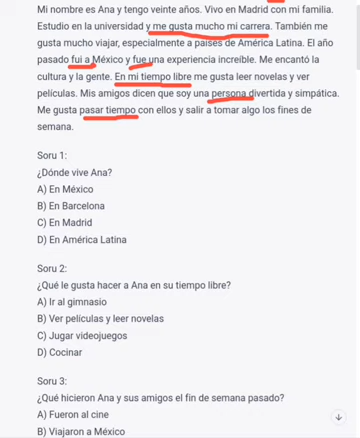 Mi nombre es Ana y tengo veinte años. Vivo en Madrid con mi familia.
Estudio en la universidad y me gusta mucho mi carrera. También me
gusta mucho viajar, especialmente a países de América Latina. El año
pasado fui a México y fue una experiencia increíble. Me encantó la
cultura y la gente. En mi tiempo libre me gusta leer novelas y ver
películas. Mis amigos dicen que soy una persona divertida y simpática.
Me gusta pasar tiempo con ellos y salir a tomar algo los fines de
semana.
Soru 1:
¿Dónde vive Ana?
A) En México
B) En Barcelona
C) En Madrid
D) En América Latina
Soru 2:
¿Qué le gusta hacer a Ana en su tiempo libre?
A) Ir al gimnasio
B) Ver películas y leer novelas
C) Jugar videojuegos
D) Cocinar
Soru 3:
¿Qué hicieron Ana y sus amigos el fin de semana pasado?
A) Fueron al cine
B) Viajaron a México